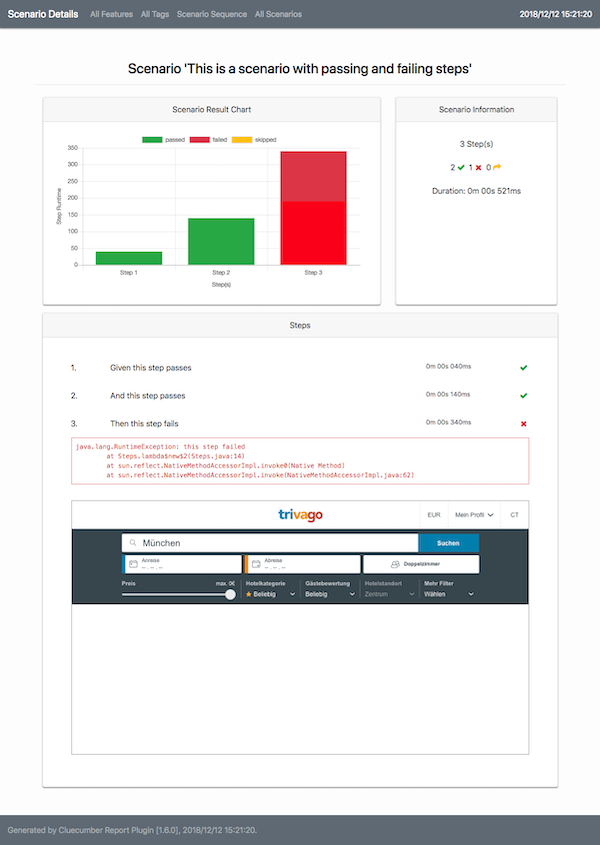 Scenario Details All Features All Tags Scenario Sequence All Scenarios 2018/12/12 15:21:20
Scenario 'This is a scenario with passing and failing steps'
Scenario Result Chart
passed failed skipped
350
300
250
200
150
100
50
0
Step Runtime
Step 1 Step 2 Step 3
Step(s)
Scenario Information
3 Step(s)
2 1 0
Duration: 0m 00s 521ms
Steps
1. Given this step passes 0m 00s 040ms
2. And this step passes 0m 00s 140ms
3. Then this step fails 0m 00s 340ms
java.lang.RuntimeException: this step failed
at Steps.lambda$new$2(Steps.java:14)
at sun.reflect.NativeMethodAccessorImpl.invoke0(Native Method)
at sun.reflect.NativeMethodAccessorImpl.invoke(NativeMethodAccessorImpl.java:62)
trivago EUR Mein Profil CT
München Suchen
Anreise Abreise Doppelzimmer
-- . -- . -- -- . -- . --
Preis max. 0€ Hotelkategorie Gästebewertung Hotelstandort Mehr Filter
Beliebig Beliebig Zentrum Wählen
Generated by Cluecumber Report Plugin [1.6.0], 2018/12/12 15:21:20.